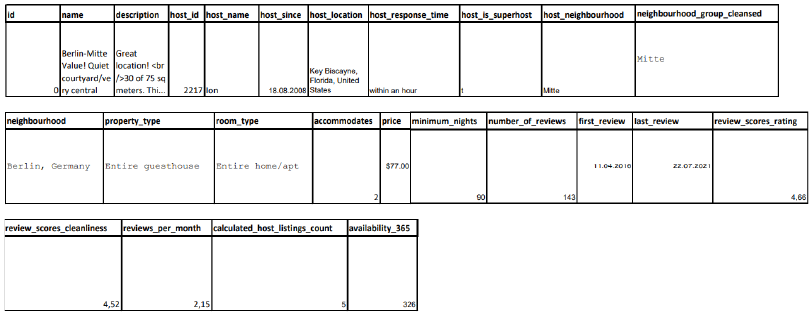 id name description host_id host_name host_since host_location host_response_time host_is_superhost host_neighbourhood neighbourhood_group_cleansed
Berlin-Mitte Great
Value! Quiet location! <br
courtyard/ve />30 of 75 sq
0 ry central meters. Thi... 2217 Ion 18.08.2008 Key Biscayne, Florida, United States within an hour t Mitte Mitte
neighbourhood property_type room_type accommodates price minimum_nights number_of_reviews first_review last_review review_scores_rating
Berlin, Germany Entire guesthouse Entire home/apt 2 $77.00 90 143 11.04.2016 22.07.2021 4,66
review_scores_cleanliness reviews_per_month calculated_host_listings_count availability_365
4,52 2,15 5 326